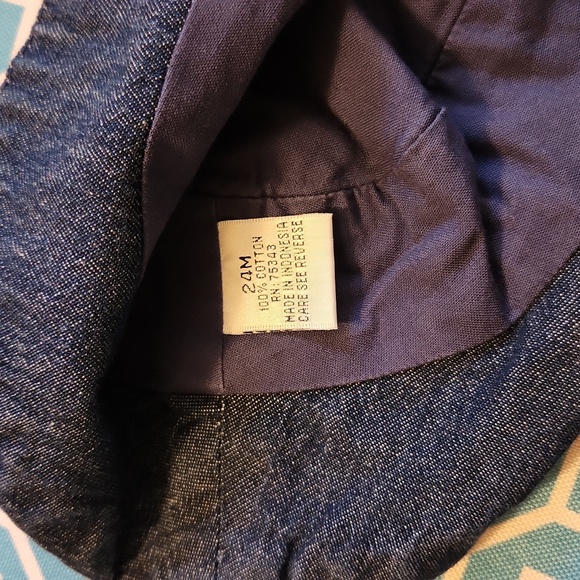 24M
100% COTTON
RN: 75343
MADE IN INDONESIA
CARE SEE REVERSE